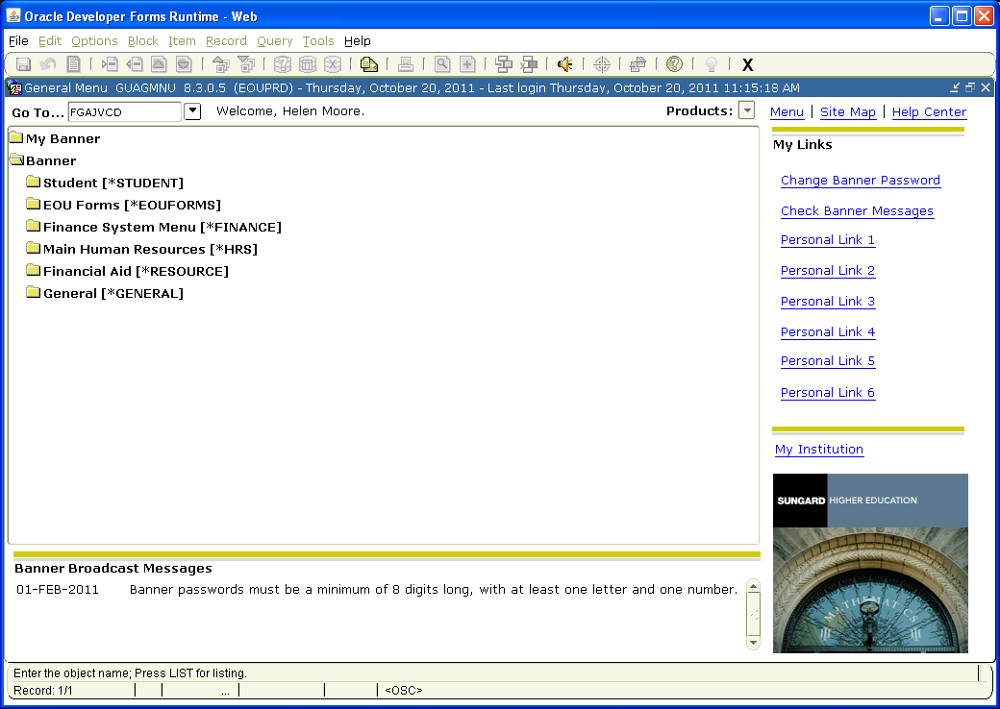 Oracle Developer Forms Runtime - Web
File Edit Options Block Item Record Query Tools Help
General Menu GUAGMNU 8.3.0.5 (EOUPRD) - Thursday, October 20, 2011 - Last login Thursday, October 20, 2011 11:15:18 AM
Go To... FGAJVCD Welcome, Helen Moore. Products: Menu | Site Map | Help Center
My Banner
Banner
Student [*STUDENT]
EOU Forms [*EOUFORMS]
Finance System Menu [*FINANCE]
Main Human Resources [*HRS]
Financial Aid [*RESOURCE]
General [*GENERAL]
My Links
Change Banner Password
Check Banner Messages
Personal Link 1
Personal Link 2
Personal Link 3
Personal Link 4
Personal Link 5
Personal Link 6
My Institution
SUNGARD HIGHER EDUCATION
MATHEMATICS
Banner Broadcast Messages
01-FEB-2011 Banner passwords must be a minimum of 8 digits long, with at least one letter and one number.
Enter the object name; Press LIST for listing.
Record: 1/1 ... <OSC>